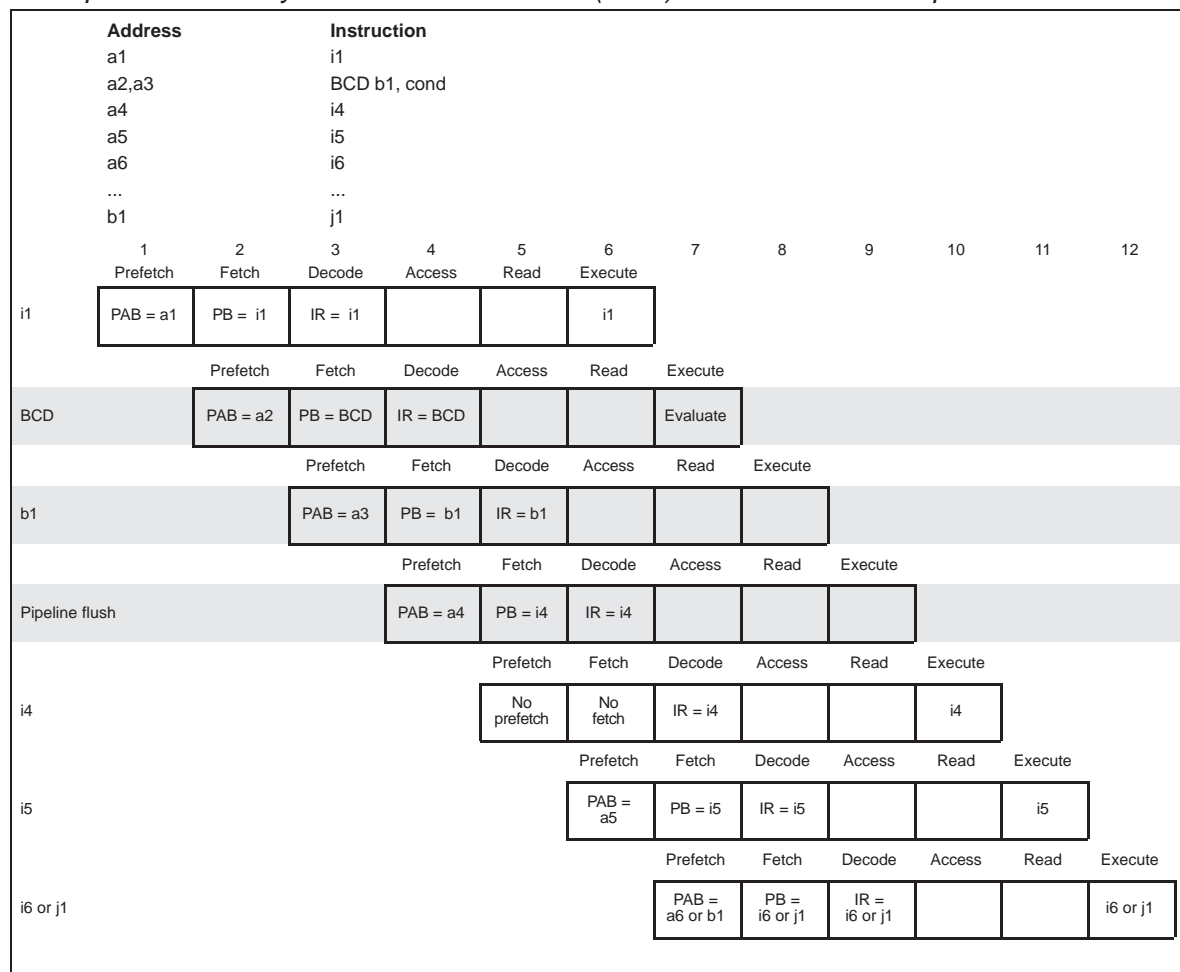 Address Instruction
a1 i1
a2,a3 BCD b1, cond
a4 i4
a5 i5
a6 i6
... ...
b1 j1
1 2 3 4 5 6 7 8 9 10 11 12
Prefetch Fetch Decode Access Read Execute
i1 PAB = a1 PB = i1 IR = i1 i1
Prefetch Fetch Decode Access Read Execute
BCD PAB = a2 PB = BCD IR = BCD Evaluate
Prefetch Fetch Decode Access Read Execute
b1 PAB = a3 PB = b1 IR = b1
Prefetch Fetch Decode Access Read Execute
Pipeline flush PAB = a4 PB = i4 IR = i4
Prefetch Fetch Decode Access Read Execute
i4 No prefetch No fetch IR = i4 i4
Prefetch Fetch Decode Access Read Execute
i5 PAB = a5 PB = i5 IR = i5 i5
Prefetch Fetch Decode Access Read Execute
i6 or j1 PAB = a6 or b1 PB = i6 or j1 IR = i6 or j1 i6 or j1